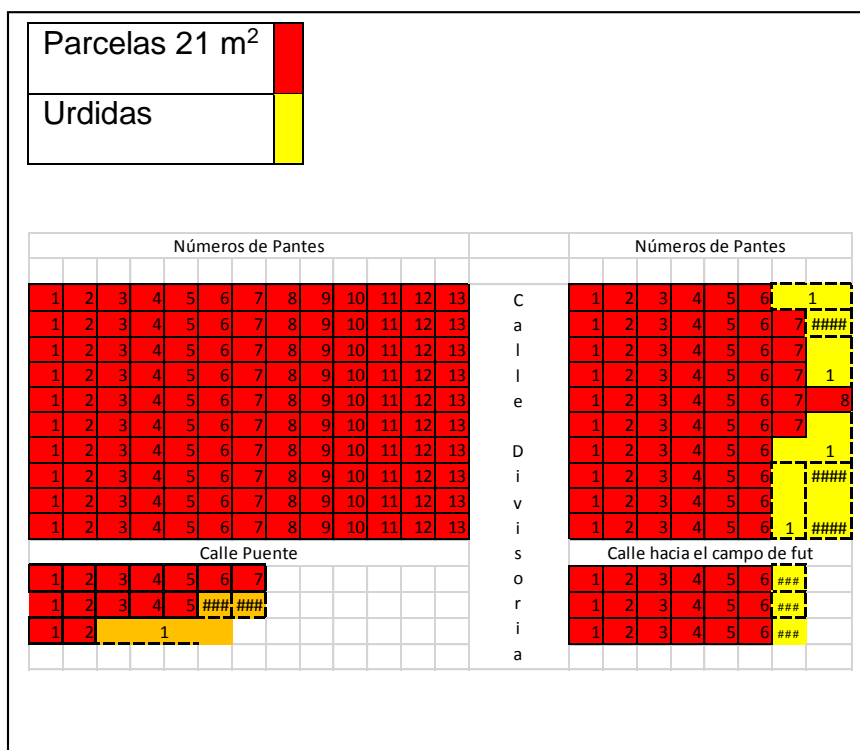 Parcelas 21 m²
Urdidas
Números de Pantes Números de Pantes
1 2 3 4 5 6 7 8 9 10 11 12 13 C 1 2 3 4 5 6 1
1 2 3 4 5 6 7 8 9 10 11 12 13 a 1 2 3 4 5 6 7 ####
1 2 3 4 5 6 7 8 9 10 11 12 13 l 1 2 3 4 5 6 7
1 2 3 4 5 6 7 8 9 10 11 12 13 l 1 2 3 4 5 6 7 1
1 2 3 4 5 6 7 8 9 10 11 12 13 e 1 2 3 4 5 6 7 8
1 2 3 4 5 6 7 8 9 10 11 12 13 1 2 3 4 5 6 7
1 2 3 4 5 6 7 8 9 10 11 12 13 D 1 2 3 4 5 6 1
1 2 3 4 5 6 7 8 9 10 11 12 13 i 1 2 3 4 5 6 ####
1 2 3 4 5 6 7 8 9 10 11 12 13 v 1 2 3 4 5 6
1 2 3 4 5 6 7 8 9 10 11 12 13 i 1 2 3 4 5 6 1 ####
Calle Puente s Calle hacia el campo de fut
1 2 3 4 5 6 7 o 1 2 3 4 5 6 ###
1 2 3 4 5 ### ### r 1 2 3 4 5 6 ###
1 2 1 i 1 2 3 4 5 6 ###
a